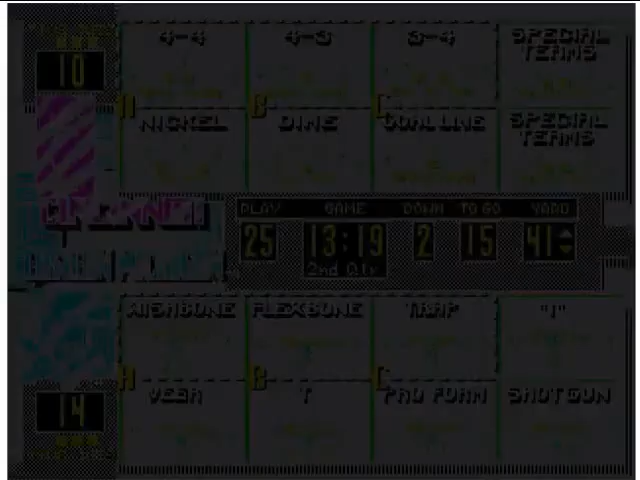 10
4-4 4-3 3-4 SPECIAL TEAMS
A B C
NICKEL DIME GOAL LINE SPECIAL TEAMS
CINCINNATI
PLAY GAME DOWN TO GO YARD
25 13:19 2 15 41
2nd Qtr
WISHBONE FLEXBONE TRAP "I"
A B C
VEER T PRO FORM SHOTGUN
14